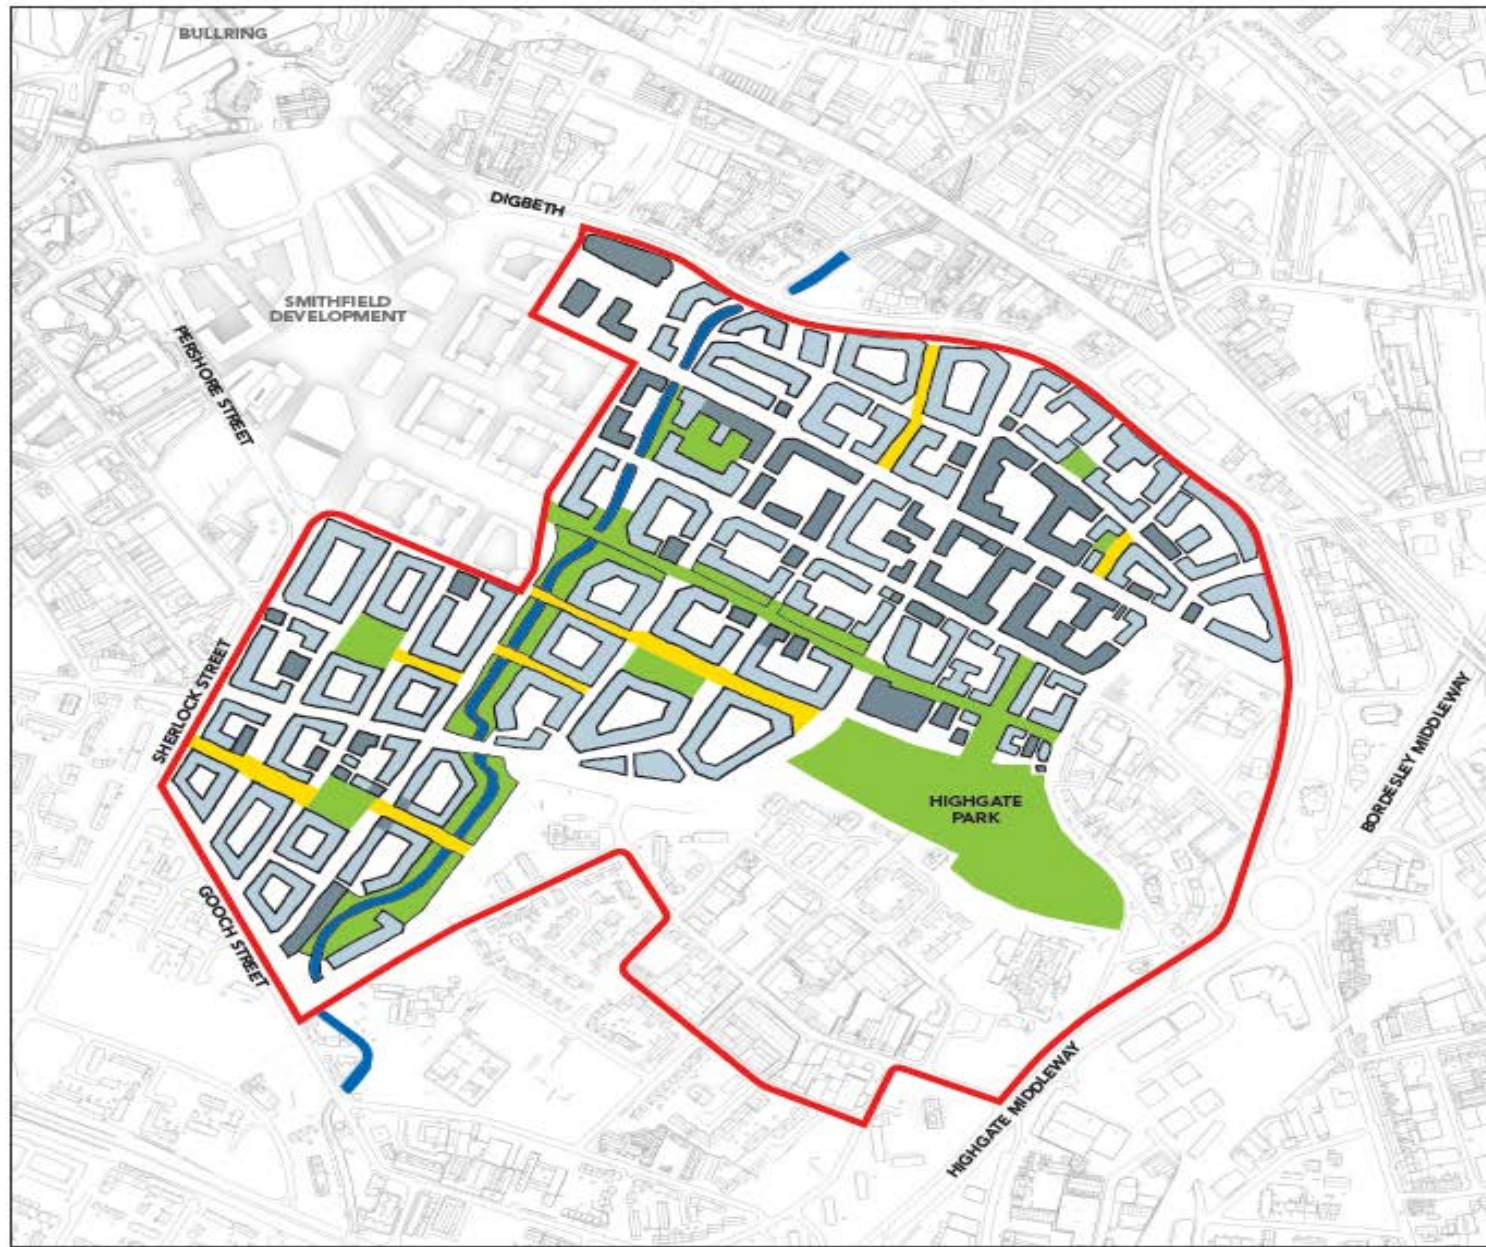 BULLRING
DIGBETH
SMITHFIELD
DEVELOPMENT
PERSHORE STREET
SHERLOCK STREET
BORDESLEY MIDDLEWAY
HIGHGATE
PARK
GOOCH STREET
HIGHGATE MIDDLEWAY